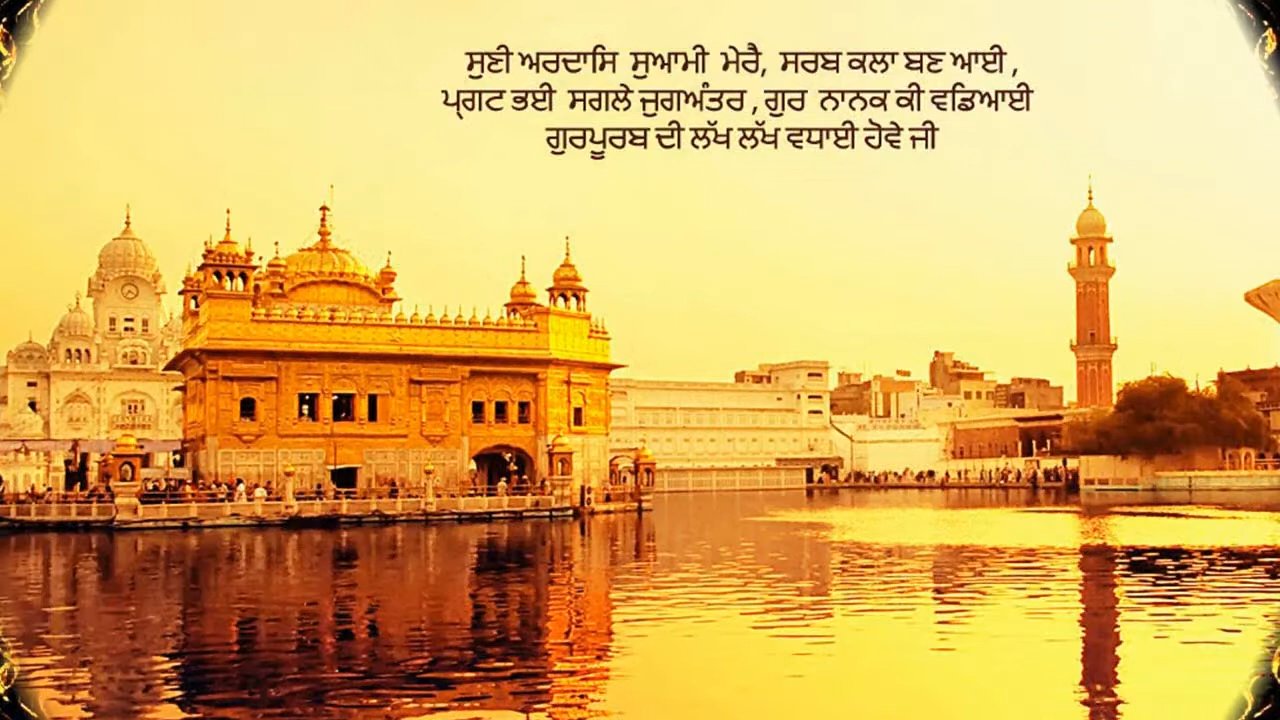 ਸੁਣੀ ਅਰਦਾਸਿ ਸੁਆਮੀ ਮੇਰੈ, ਸਰਬ ਕਲਾ ਬਣ ਆਈ ,
ਪ੍ਰਗਟ ਭਈ ਸਗਲੇ ਜੁਗਅੰਤਰ , ਗੁਰ ਨਾਨਕ ਕੀ ਵਡਿਆਈ
ਗੁਰਪੂਰਬ ਦੀ ਲੱਖ ਲੱਖ ਵਧਾਈ ਹੋਵੇ ਜੀ